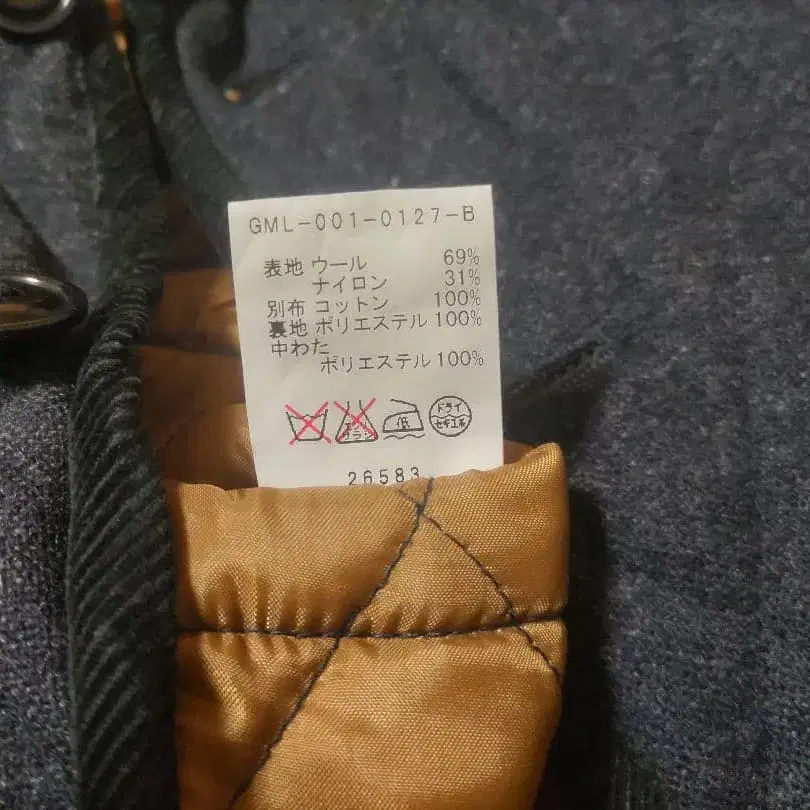 GML-001-0127-B
表地 ウール 69%
ナイロン 31%
別布 コットン 100%
裏地 ポリエステル 100%
中わた
ポリエステル 100%
低
ドライ
セキユ系
26583